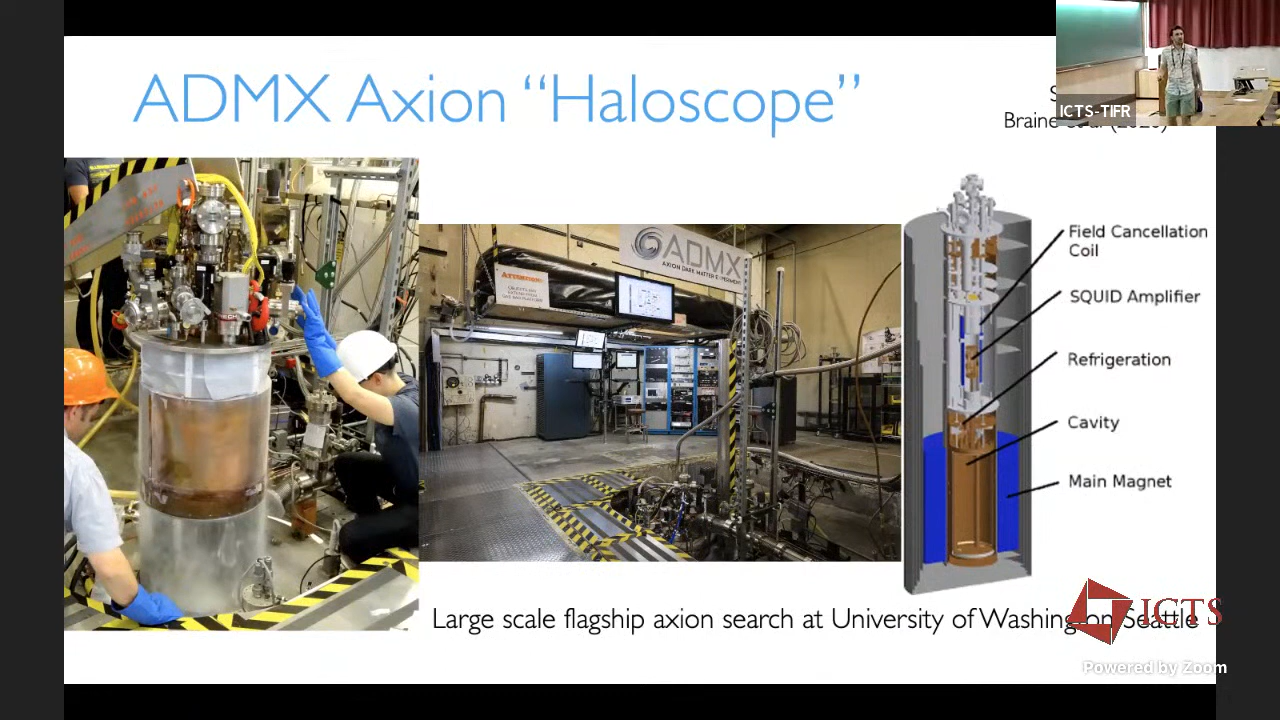 ADMX Axion “Haloscope”
Braine
ICTS-TIFR
ADMX
AXION DARK MATTER EXPERIMENT
ATTENTION!
Field Cancellation
Coil
SQUID Amplifier
Refrigeration
Cavity
Main Magnet
Large scale flagship axion search at University of Washington Seattle
ICTS
Powered by Zoom